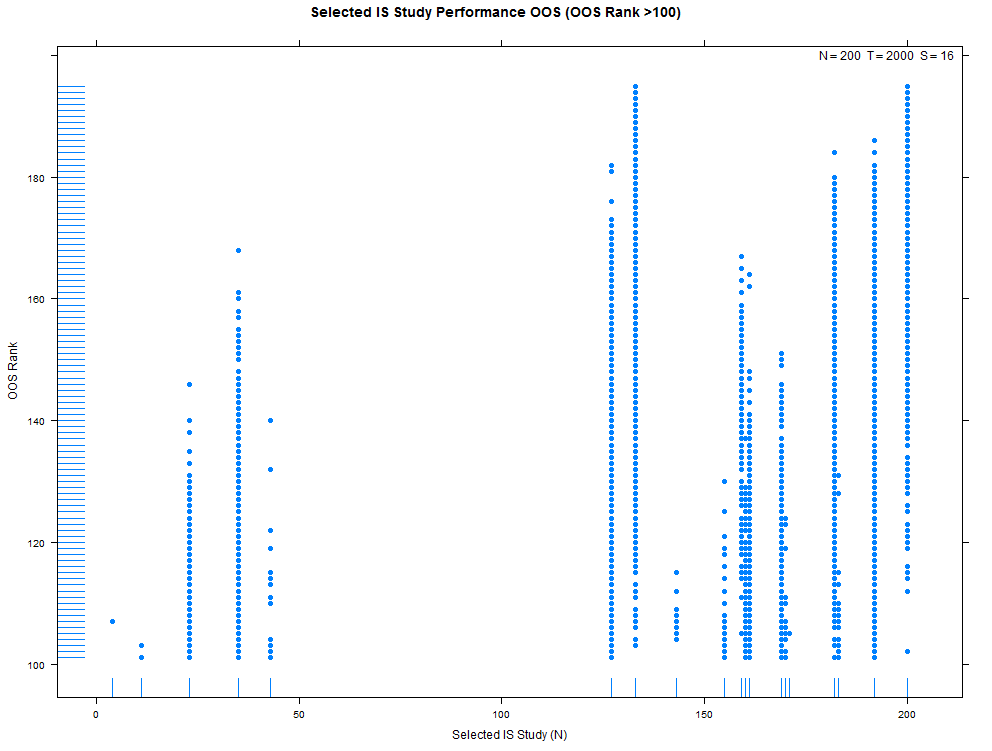 Selected IS Study Performance OOS (OOS Rank >100)
N = 200 T = 2000 S = 16
OOS Rank
180
160
140
120
100
0 50 100 150 200
Selected IS Study (N)